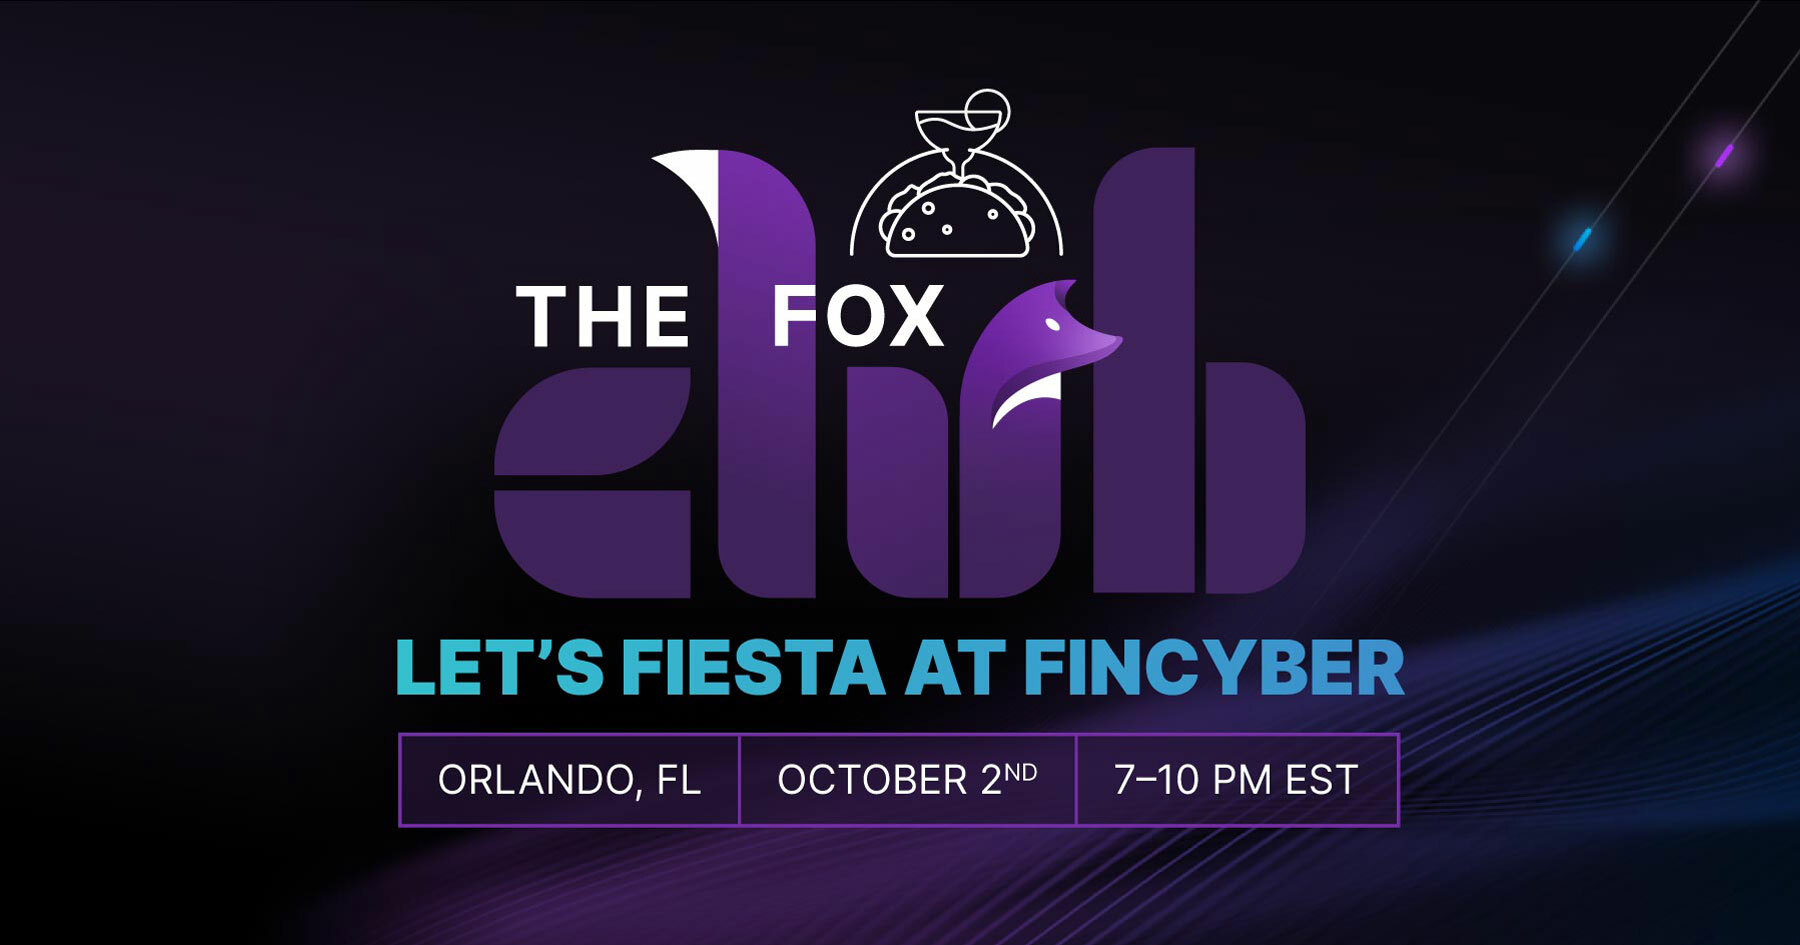 THE FOX
club
LET'S FIESTA AT FINCYBER
ORLANDO, FL
OCTOBER 2ND
7–10 PM EST